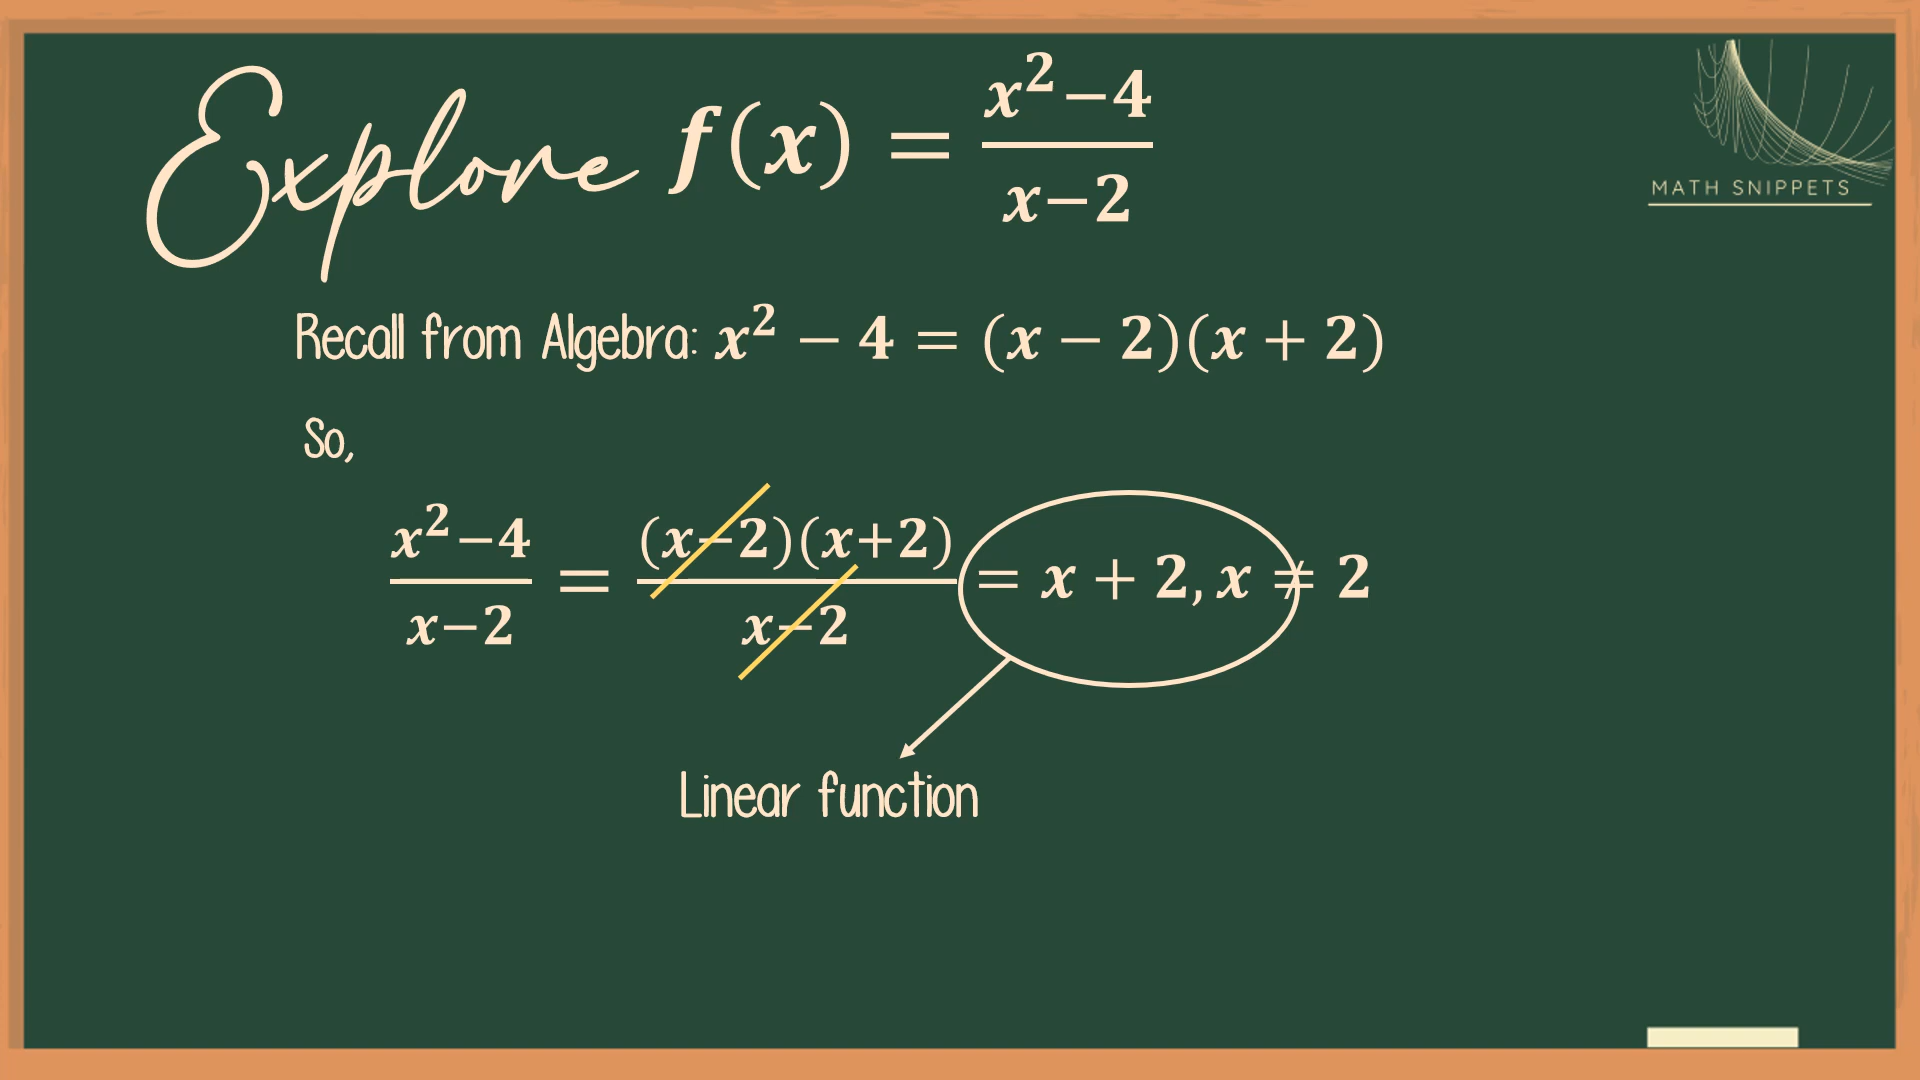 Explore f(x) = (x²−4)/(x−2)
MATH SNIPPETS
Recall from Algebra: x² − 4 = (x − 2)(x + 2)
So,
(x²−4)/(x−2) = ((x−2)(x+2))/(x−2) = x + 2, x ≠ 2
Linear function